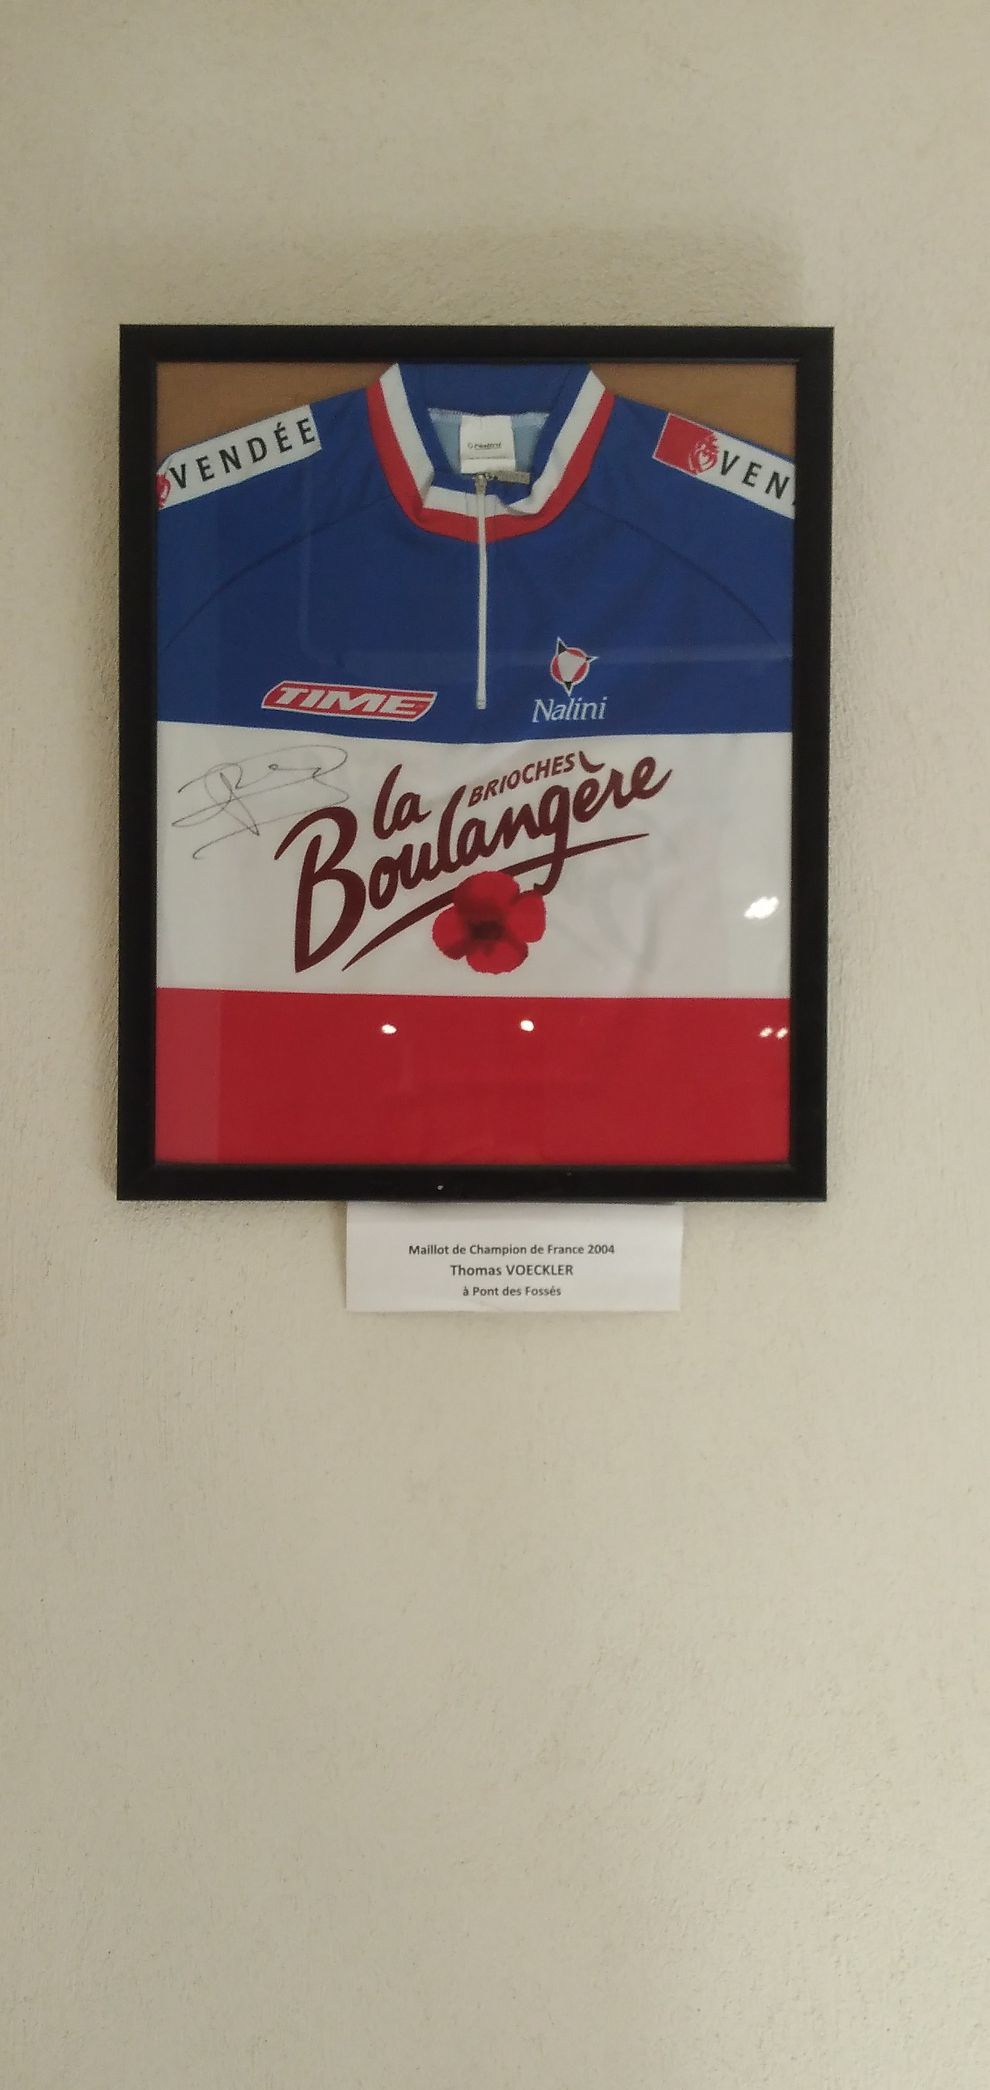 VENDÉE
VEN
TIME
Nalini
la
BRIOCHES
Boulangère
Maillot de Champion de France 2004
Thomas VOECKLER
à Pont des Fossés